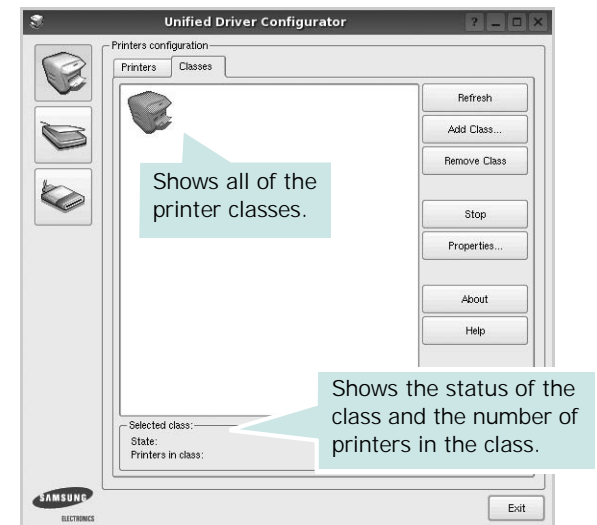 Unified Driver Configurator
Printers configuration
Printers Classes
Refresh
Add Class...
Remove Class
Shows all of the
printer classes.
Stop
Properties...
About
Help
Shows the status of the
class and the number of
printers in the class.
Selected class:
State:
Printers in class:
SAMSUNG
ELECTRONICS
Exit